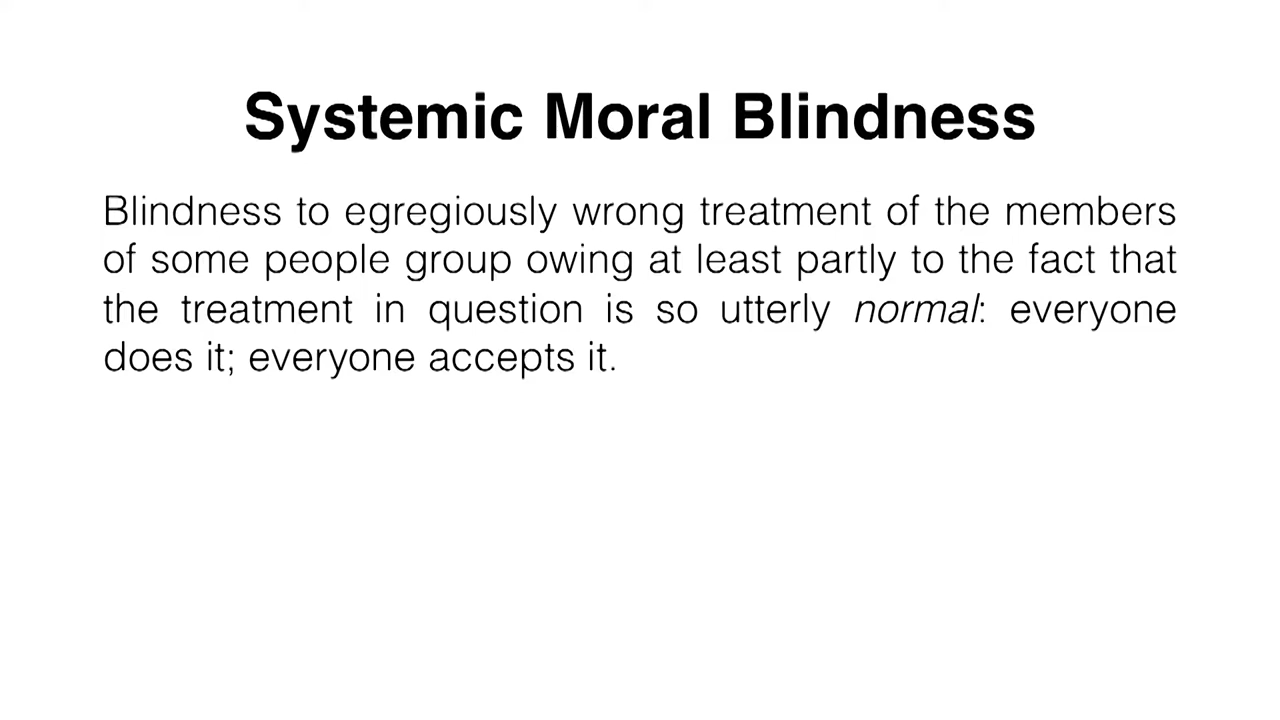 Systemic Moral Blindness
Blindness to egregiously wrong treatment of the members
of some people group owing at least partly to the fact that
the treatment in question is so utterly normal: everyone
does it; everyone accepts it.